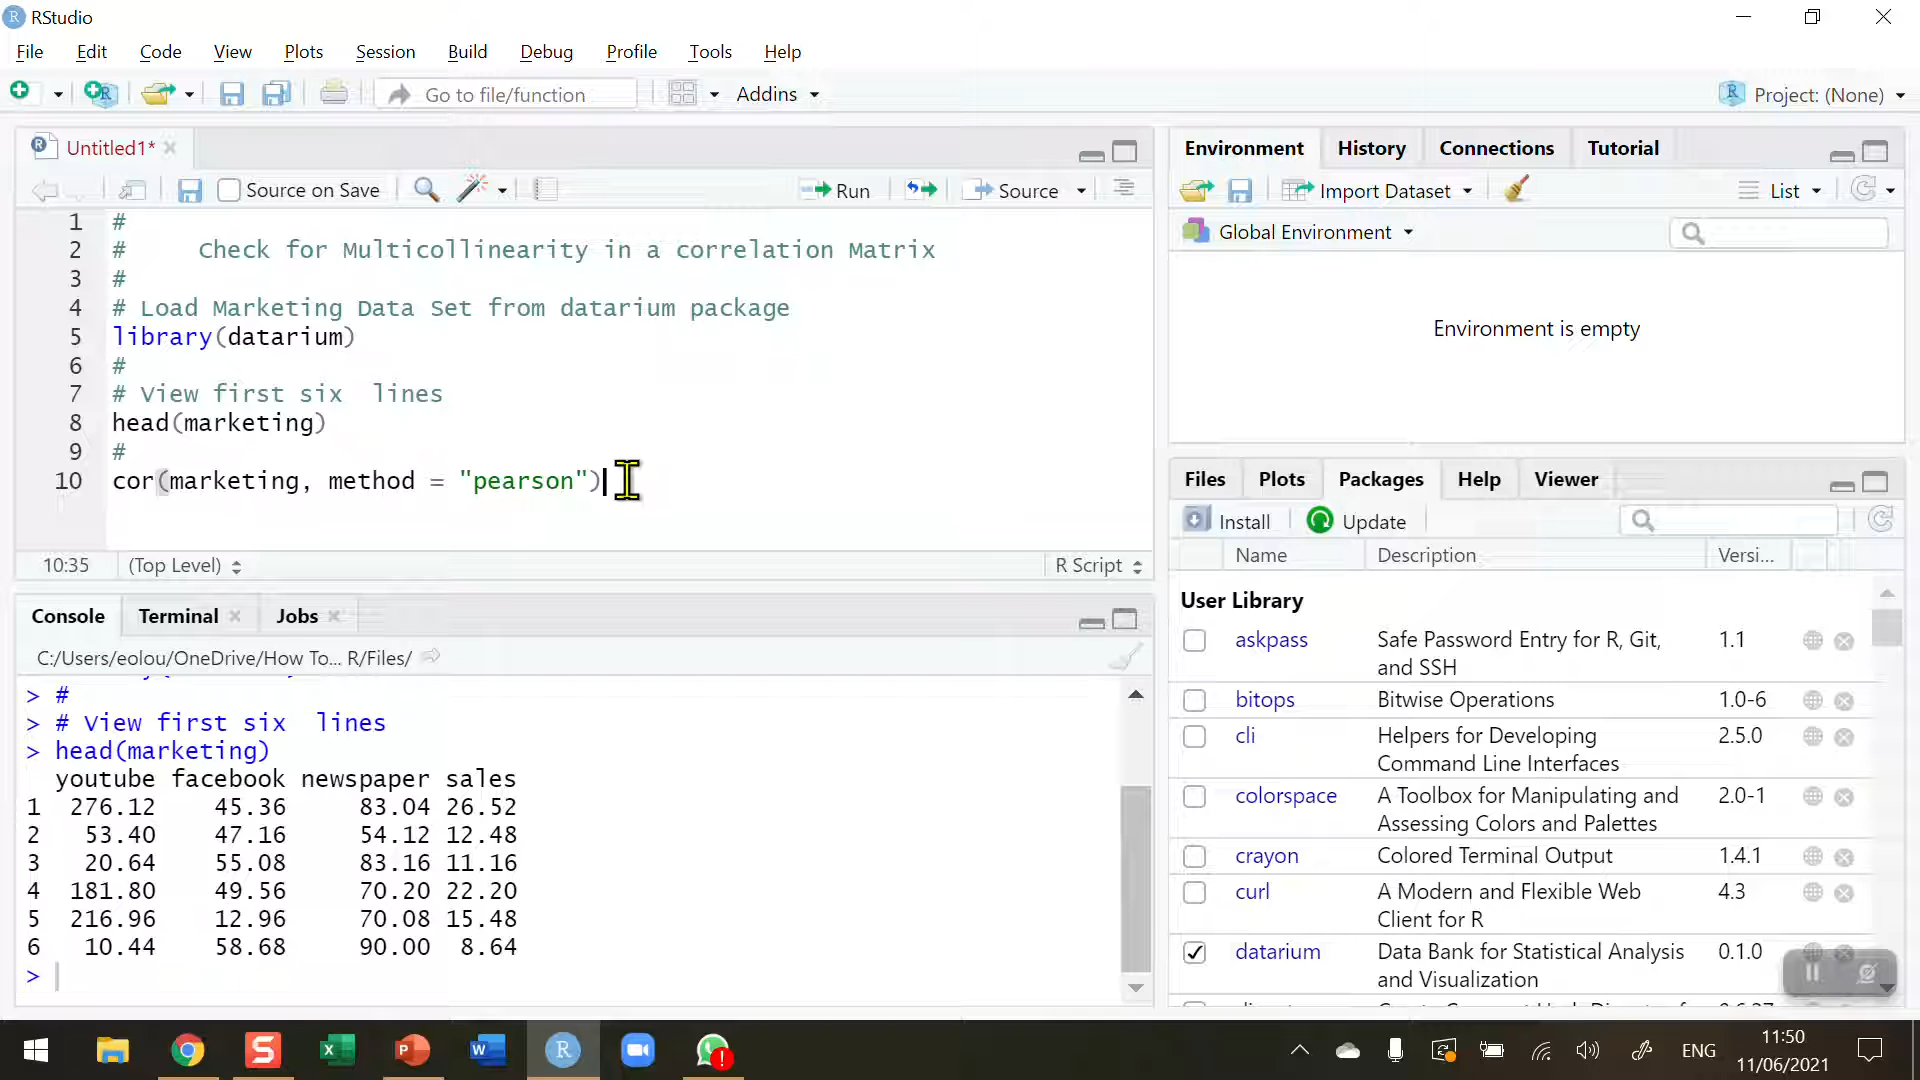 RStudio
File Edit Code View Plots Session Build Debug Profile Tools Help
Go to file/function Addins Project: (None)
Untitled1*
Source on Save Run Source
1 #
2 #     Check for Multicollinearity in a correlation Matrix
3 #
4 # Load Marketing Data Set from datarium package
5 library(datarium)
6 #
7 # View first six  lines
8 head(marketing)
9 #
10 cor(marketing, method = "pearson")
10:35 (Top Level) R Script
Console Terminal Jobs
C:/Users/eolou/OneDrive/How To... R/Files/
> #
> # View first six  lines
> head(marketing)
youtube facebook newspaper sales
1 276.12 45.36 83.04 26.52
2 53.40 47.16 54.12 12.48
3 20.64 55.08 83.16 11.16
4 181.80 49.56 70.20 22.20
5 216.96 12.96 70.08 15.48
6 10.44 58.68 90.00 8.64
>
Environment History Connections Tutorial
Import Dataset List
Global Environment
Environment is empty
Files Plots Packages Help Viewer
Install Update
Name Description Versi...
User Library
askpass Safe Password Entry for R, Git, 1.1
and SSH
bitops Bitwise Operations 1.0-6
cli Helpers for Developing 2.5.0
Command Line Interfaces
colorspace A Toolbox for Manipulating and 2.0-1
Assessing Colors and Palettes
crayon Colored Terminal Output 1.4.1
curl A Modern and Flexible Web 4.3
Client for R
datarium Data Bank for Statistical Analysis 0.1.0
and Visualization
ENG
11:50
11/06/2021